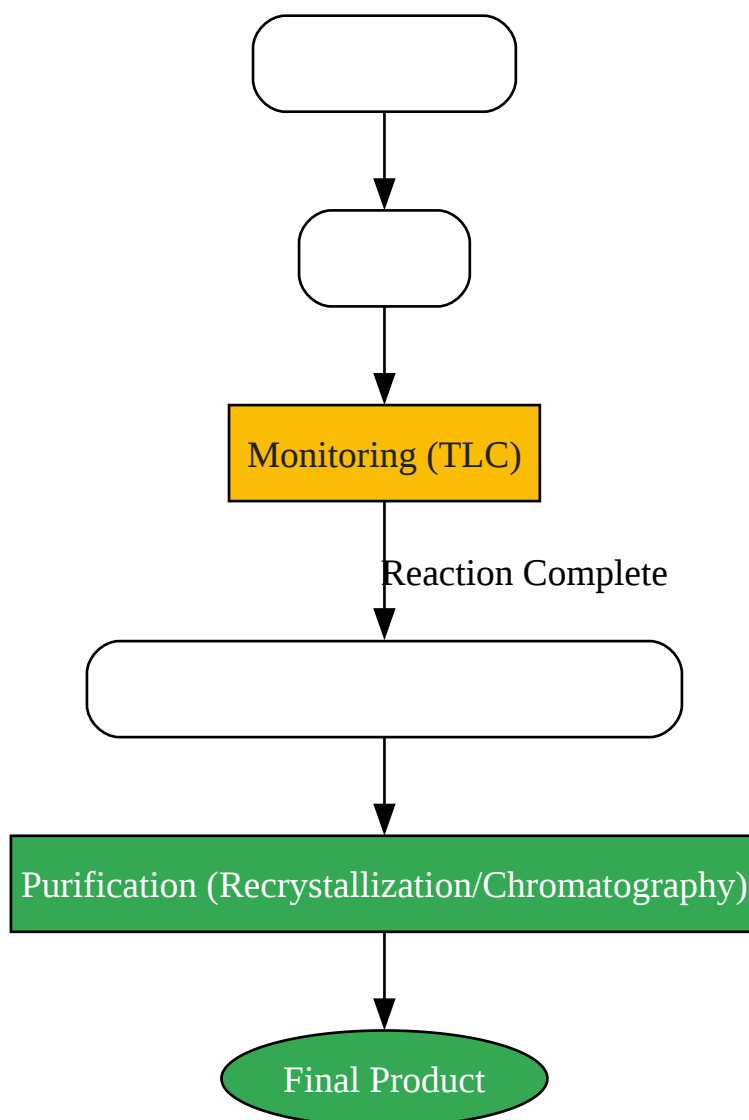 Monitoring (TLC)
Reaction Complete
Purification (Recrystallization/Chromatography)
Final Product